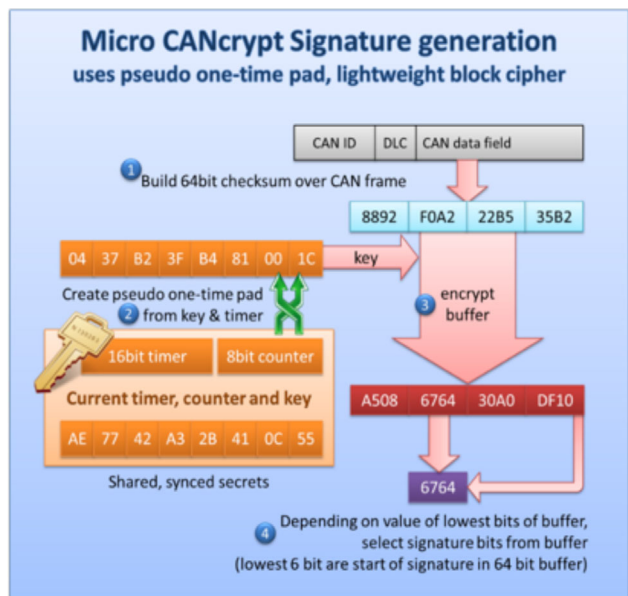 Micro CANcrypt Signature generation
uses pseudo one-time pad, lightweight block cipher
CAN ID DLC CAN data field
1 Build 64bit checksum over CAN frame
8892 F0A2 22B5 35B2
04 37 B2 3F B4 81 00 1C key
Create pseudo one-time pad
2 from key & timer
3 encrypt
buffer
16bit timer 8bit counter
Current timer, counter and key
A508 6764 30A0 DF10
AE 77 42 A3 2B 41 0C 55
Shared, synced secrets
6764
4 Depending on value of lowest bits of buffer,
select signature bits from buffer
(lowest 6 bit are start of signature in 64 bit buffer)